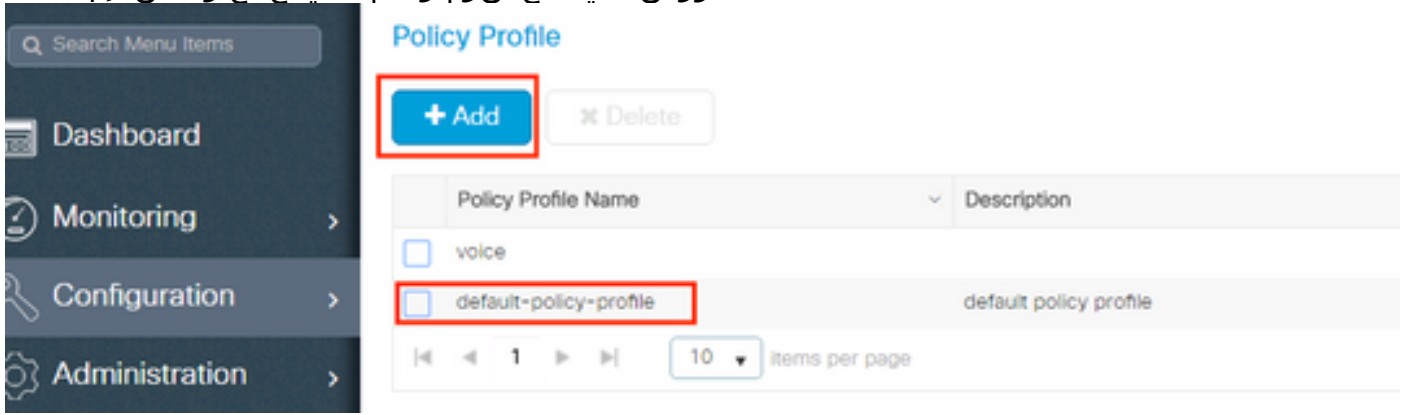 Search Menu Items
Dashboard
Monitoring
Configuration
Administration
Policy Profile
+ Add
✖ Delete
Policy Profile Name
Description
voice
default-policy-profile
default policy profile
1
10
items per page